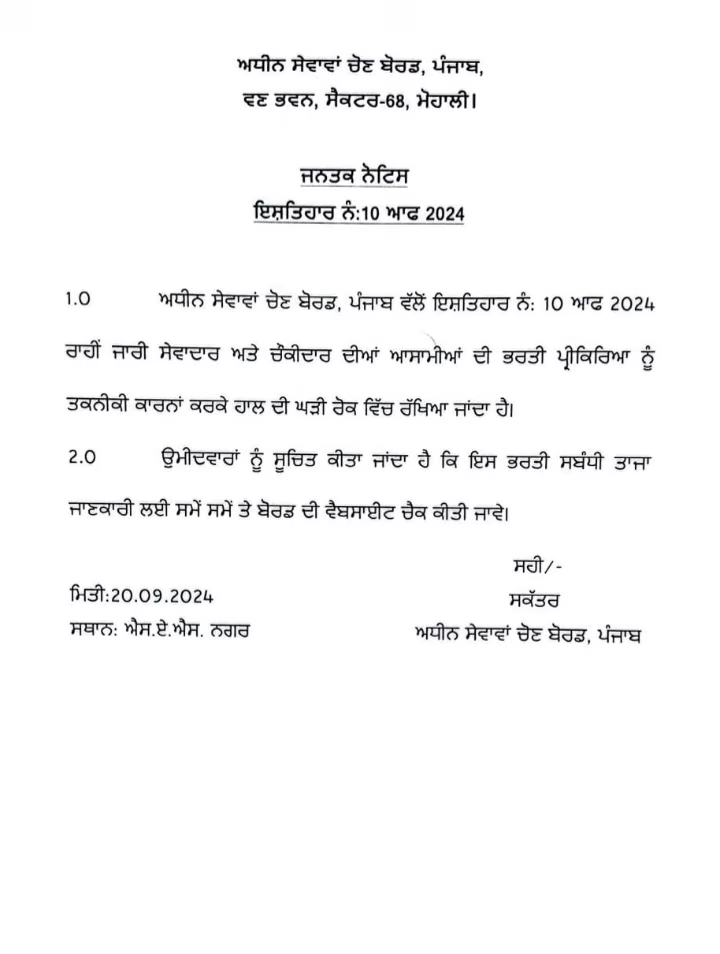 ਅਧੀਨ ਸੇਵਾਵਾਂ ਚੋਣ ਬੋਰਡ, ਪੰਜਾਬ,
ਵਣ ਭਵਨ, ਸੈਕਟਰ-68, ਮੋਹਾਲੀ।
ਜਨਤਕ ਨੋਟਿਸ
ਇਸ਼ਤਿਹਾਰ ਨੰ:10 ਆਫ 2024
1.0 ਅਧੀਨ ਸੇਵਾਵਾਂ ਚੋਣ ਬੋਰਡ, ਪੰਜਾਬ ਵੱਲੋਂ ਇਸ਼ਤਿਹਾਰ ਨੰ: 10 ਆਫ 2024
ਰਾਹੀਂ ਜਾਰੀ ਸੇਵਾਦਾਰ ਅਤੇ ਚੌਕੀਦਾਰ ਦੀਆਂ ਆਸਾਮੀਆਂ ਦੀ ਭਰਤੀ ਪ੍ਰੀਕਿਰਿਆ ਨੂੰ
ਤਕਨੀਕੀ ਕਾਰਨਾਂ ਕਰਕੇ ਹਾਲ ਦੀ ਘੜੀ ਰੋਕ ਵਿੱਚ ਰੱਖਿਆ ਜਾਂਦਾ ਹੈ।
2.0 ਉਮੀਦਵਾਰਾਂ ਨੂੰ ਸੂਚਿਤ ਕੀਤਾ ਜਾਂਦਾ ਹੈ ਕਿ ਇਸ ਭਰਤੀ ਸਬੰਧੀ ਤਾਜਾ
ਜਾਣਕਾਰੀ ਲਈ ਸਮੇਂ ਸਮੇਂ ਤੇ ਬੋਰਡ ਦੀ ਵੈਬਸਾਈਟ ਚੈਕ ਕੀਤੀ ਜਾਵੇ।
ਸਹੀ/-
ਮਿਤੀ:20.09.2024 ਸਕੱਤਰ
ਸਥਾਨ: ਐਸ.ਏ.ਐਸ. ਨਗਰ ਅਧੀਨ ਸੇਵਾਵਾਂ ਚੋਣ ਬੋਰਡ, ਪੰਜਾਬ